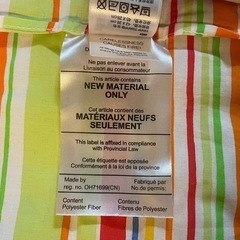 Ne pas enlever avant la
Livraison au consommateur
This article contains
NEW MATERIAL
ONLY
Cet article contient des
MATÉRIAUX NEUFS
SEULEMENT
This label is affixed in compliance
with Provincial Law
Cette étiquette est apposée
Conformément à la loi de la province
Made by
reg. no. OH71699(CN)
Fabriqué par
No.de permis:
Content
Polyester Fiber
Contenu
Fibres de Polyester